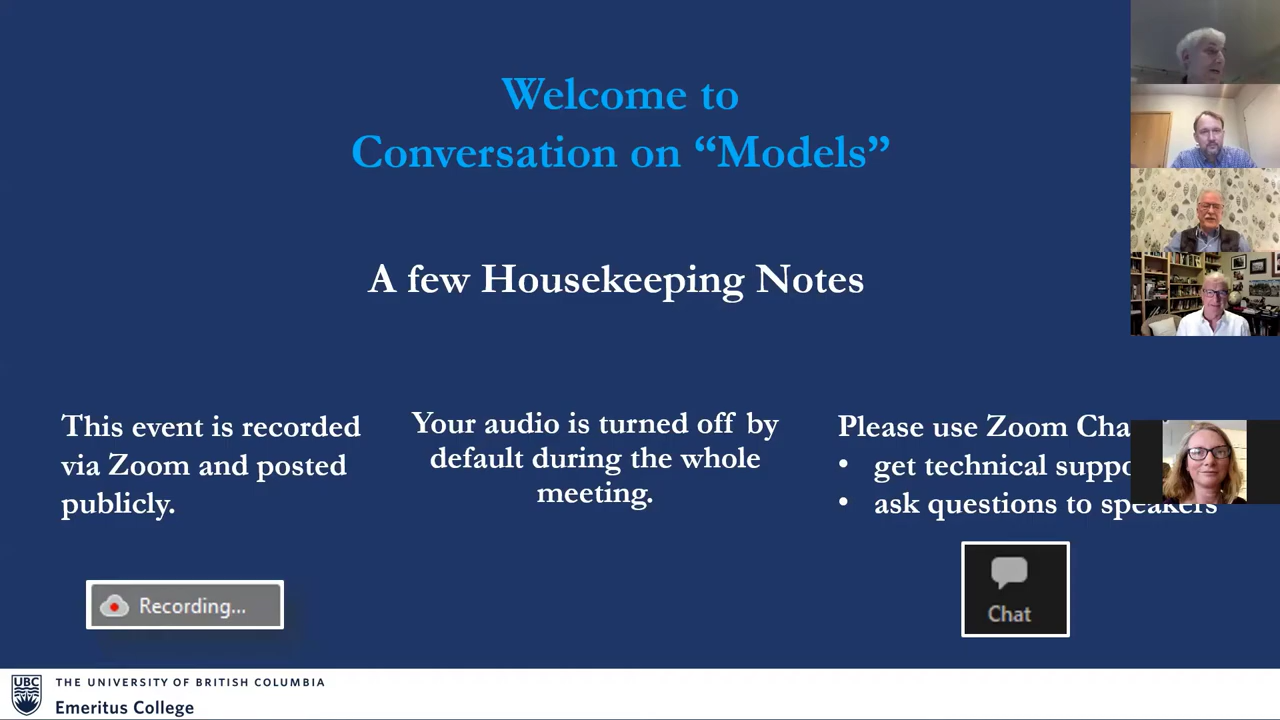 Welcome to
Conversation on “Models”
A few Housekeeping Notes
This event is recorded
via Zoom and posted
publicly.
Your audio is turned off by
default during the whole
meeting.
Please use Zoom
• get technical
• ask questions to speakers
Recording...
Chat
UBC
THE UNIVERSITY OF BRITISH COLUMBIA
Emeritus College